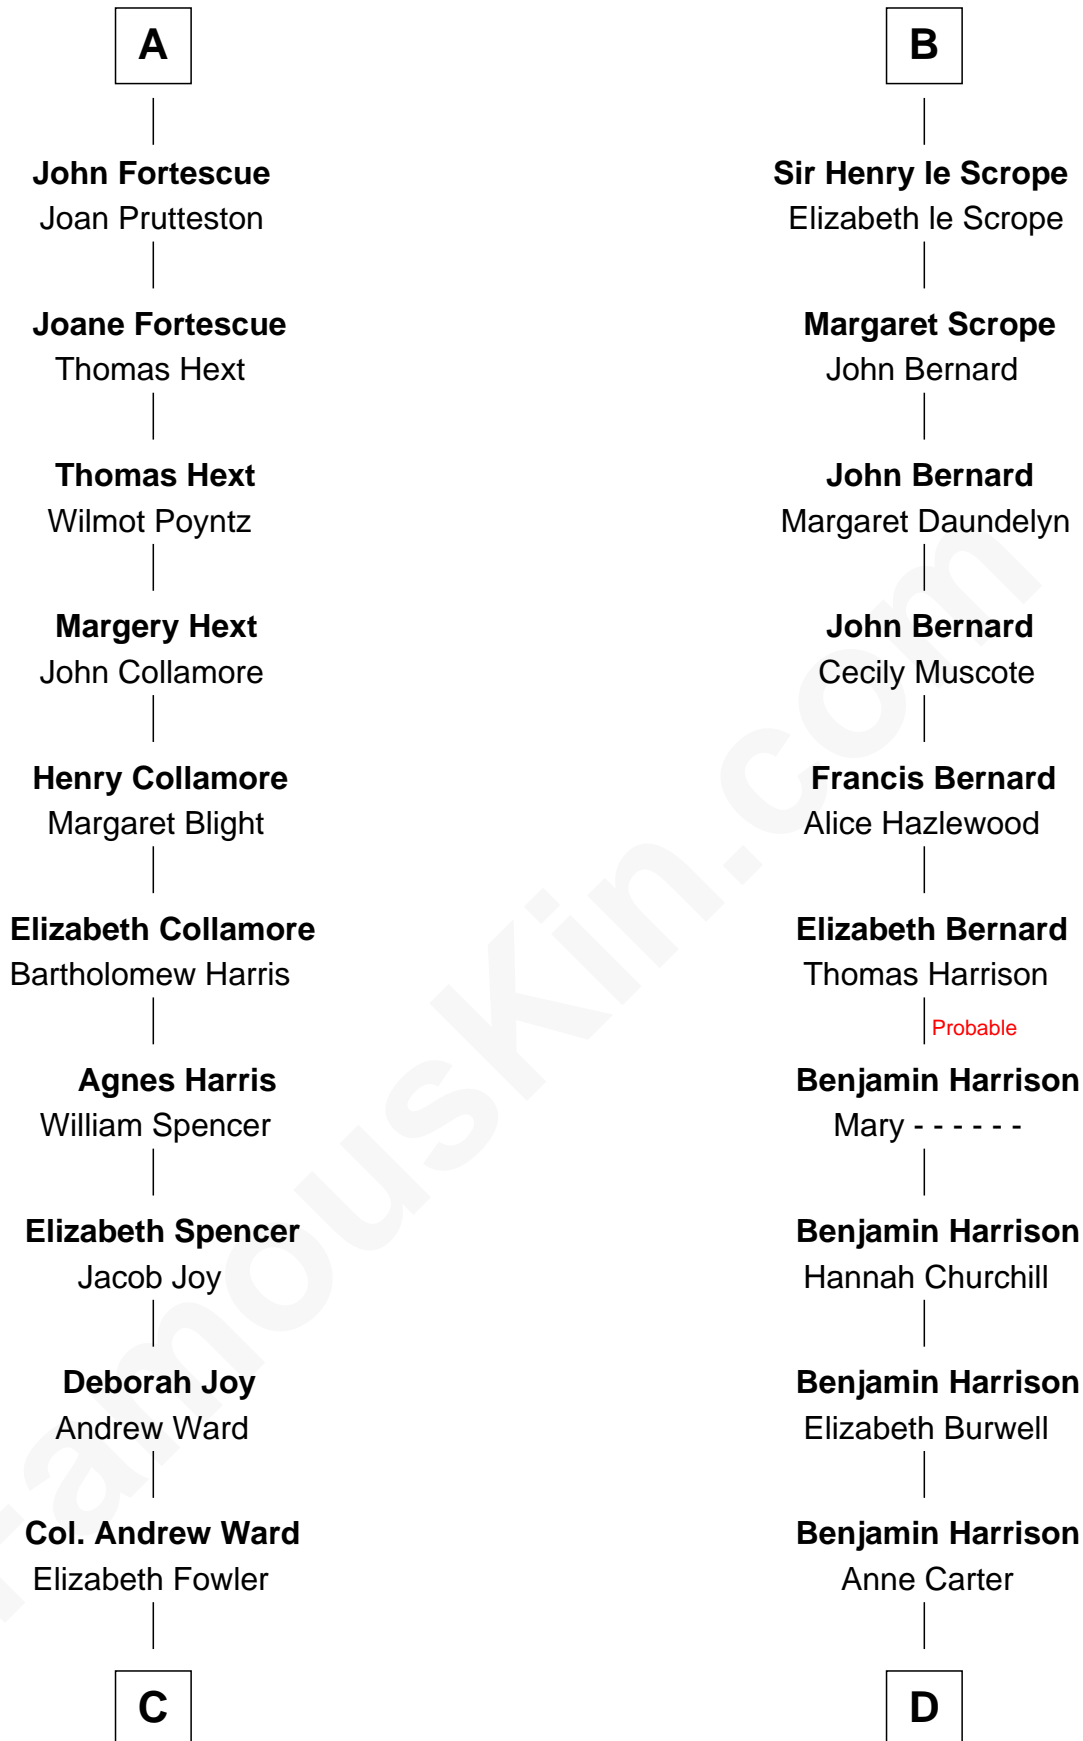 A
John Fortescue
Joan Prutteston
Joane Fortescue
Thomas Hext
Thomas Hext
Wilmot Poyntz
Margery Hext
John Collamore
Henry Collamore
Margaret Blight
Elizabeth Collamore
Bartholomew Harris
Agnes Harris
William Spencer
Elizabeth Spencer
Jacob Joy
Deborah Joy
Andrew Ward
Col. Andrew Ward
Elizabeth Fowler
C
B
Sir Henry le Scrope
Elizabeth le Scrope
Margaret Scrope
John Bernard
John Bernard
Margaret Daundelyn
John Bernard
Cecily Muscote
Francis Bernard
Alice Hazlewood
Elizabeth Bernard
Thomas Harrison
Probable
Benjamin Harrison
Mary - - - - - -
Benjamin Harrison
Hannah Churchill
Benjamin Harrison
Elizabeth Burwell
Benjamin Harrison
Anne Carter
D
FamousKin.com